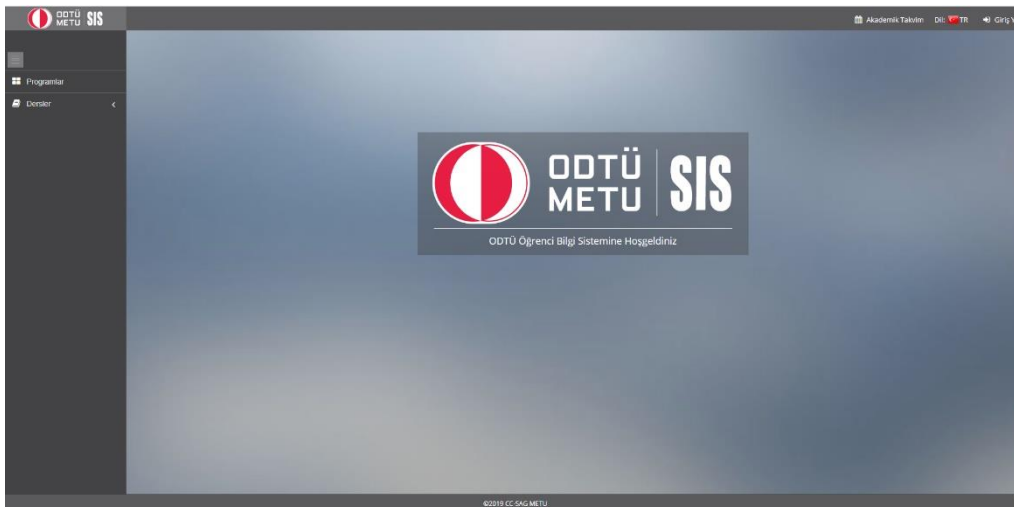 ODTÜ METU SIS
Akademik Takvim Dil: TR Giriş
Programlar
Dersler
ODTÜ
METU SIS
ODTÜ Öğrenci Bilgi Sistemine Hoşgeldiniz
©2019 CC-SAG METU